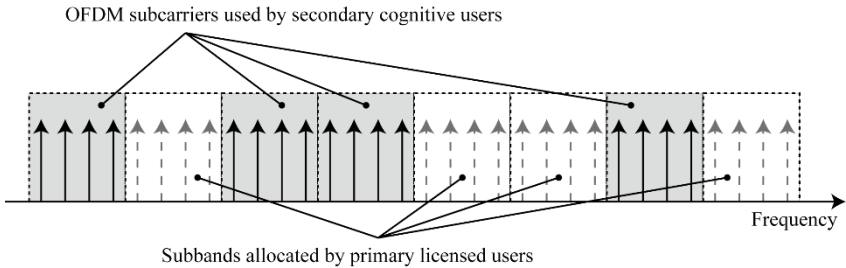 OFDM subcarriers used by secondary cognitive users
Frequency
Subbands allocated by primary licensed users